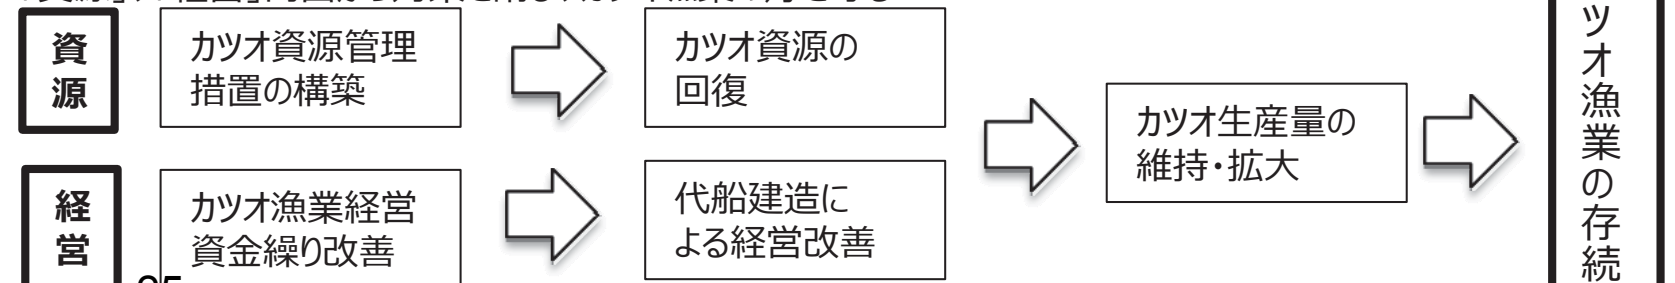 資源
カツオ資源管理
措置の構築
カツオ資源の
回復
経営
カツオ漁業経営
資金繰り改善
代船建造に
よる経営改善
カツオ生産量の
維持・拡大
ツオ漁業の存続